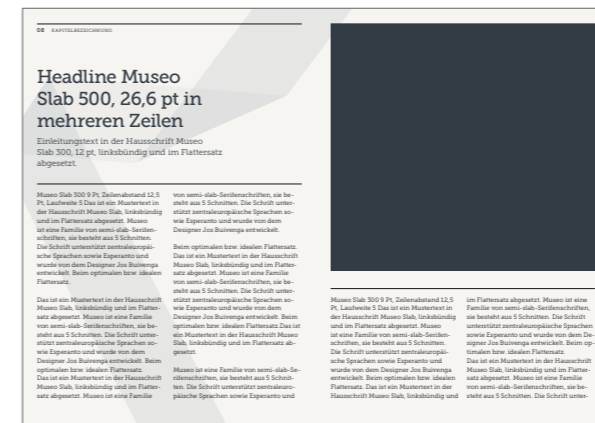 08 KAPITELBEZEICHNUNG
Headline Museo
Slab 500, 26,6 pt in
mehreren Zeilen
Einleitungstext in der Hausschrift Museo
Slab 300, 12 pt, linksbündig und im Flattersatz
abgesetzt.
Museo Slab 300 9 Pt, Zeilenabstand 12,5
Pt, Laufweite 5 Das ist ein Mustertext in
der Hausschrift Museo Slab, linksbündig
und im Flattersatz abgesetzt. Museo
ist eine Familie von semi-slab-Serifen-
schriften, sie besteht aus 5 Schnitten.
Die Schrift unterstützt zentraleuropäi-
sche Sprachen sowie Esperanto und
wurde von dem Designer Jos Buivenga
entwickelt. Beim optimalen bzw. idealen
Flattersatz.
Das ist ein Mustertext in der Hausschrift
Museo Slab, linksbündig und im Flatter-
satz abgesetzt. Museo ist eine Familie
von semi-slab-Serifenschriften, sie be-
steht aus 5 Schnitten. Die Schrift unter-
stützt zentraleuropäische Sprachen so-
wie Esperanto und wurde von dem
Designer Jos Buivenga entwickelt. Beim
optimalen bzw. idealen Flattersatz.
Das ist ein Mustertext in der Hausschrift
Museo Slab, linksbündig und im Flatter-
satz abgesetzt. Museo ist eine Familie
von semi-slab-Serifenschriften, sie be-
steht aus 5 Schnitten. Die Schrift unter-
stützt zentraleuropäische Sprachen so-
wie Esperanto und wurde von dem
Designer Jos Buivenga entwickelt.
Beim optimalen bzw. idealen Flattersatz.
Das ist ein Mustertext in der Hausschrift
Museo Slab, linksbündig und im Flatter-
satz abgesetzt. Museo ist eine Familie
von semi-slab-Serifenschriften, sie be-
steht aus 5 Schnitten. Die Schrift unter-
stützt zentraleuropäische Sprachen so-
wie Esperanto und wurde von dem
Designer Jos Buivenga entwickelt. Beim
optimalen bzw. idealen Flattersatz Das ist
ein Mustertext in der Hausschrift Museo
Slab, linksbündig und im Flattersatz ab-
gesetzt.
Museo ist eine Familie von semi-slab-Se-
rifenschriften, sie besteht aus 5 Schnit-
ten. Die Schrift unterstützt zentraleuro-
päische Sprachen sowie Esperanto und
Museo Slab 300 9 Pt, Zeilenabstand 12,5
Pt, Laufweite 5 Das ist ein Mustertext in
der Hausschrift Museo Slab, linksbündig
und im Flattersatz abgesetzt. Museo
ist eine Familie von semi-slab-Serifen-
schriften, sie besteht aus 5 Schnitten.
Die Schrift unterstützt zentraleuropäi-
sche Sprachen sowie Esperanto und
wurde von dem Designer Jos Buivenga
entwickelt. Beim optimalen bzw. idealen
Flattersatz. Das ist ein Mustertext in der
Hausschrift Museo Slab, linksbündig und
im Flattersatz abgesetzt. Museo ist eine
Familie von semi-slab-Serifenschriften,
sie besteht aus 5 Schnitten. Die Schrift
unterstützt zentraleuropäische Sprachen
sowie Esperanto und wurde von dem De-
signer Jos Buivenga entwickelt. Beim op-
timalen bzw. idealen Flattersatz.
Das ist ein Mustertext in der Hausschrift
Museo Slab, linksbündig und im Flatter-
satz abgesetzt. Museo ist eine Familie
von semi-slab-Serifenschriften, sie be-
steht aus 5 Schnitten. Die Schrift unter-